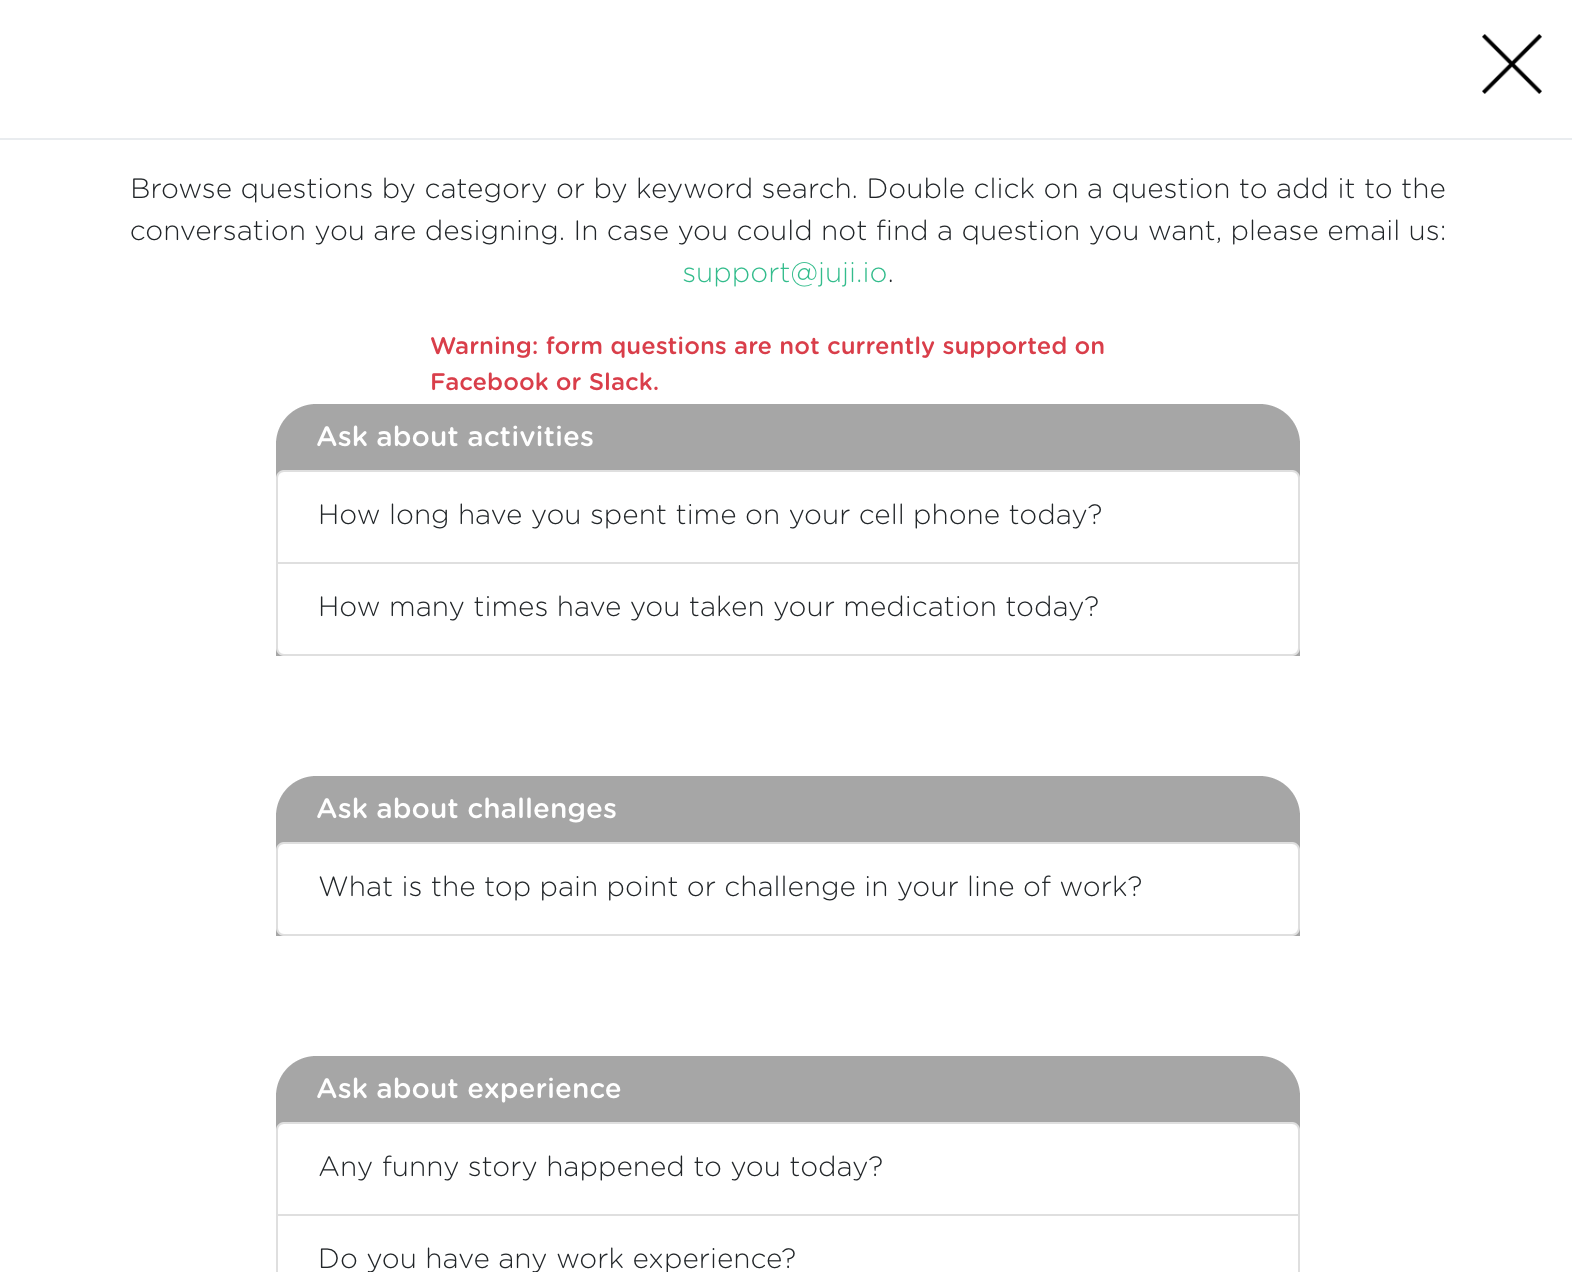 Browse questions by category or by keyword search. Double click on a question to add it to the
conversation you are designing. In case you could not find a question you want, please email us:
support@juji.io.
Warning: form questions are not currently supported on
Facebook or Slack.
Ask about activities
How long have you spent time on your cell phone today?
How many times have you taken your medication today?
Ask about challenges
What is the top pain point or challenge in your line of work?
Ask about experience
Any funny story happened to you today?
Do you have any work experience?